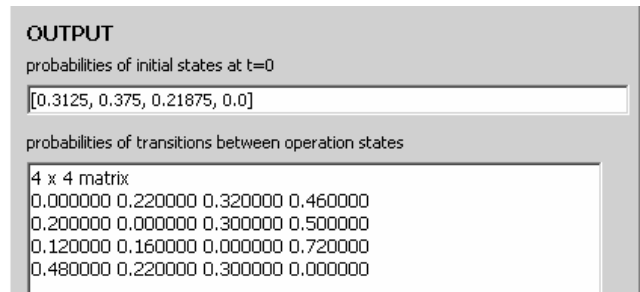 OUTPUT
probabilities of initial states at t=0
[0.3125, 0.375, 0.21875, 0.0]
probabilities of transitions between operation states
4 x 4 matrix
0.000000 0.220000 0.320000 0.460000
0.200000 0.000000 0.300000 0.500000
0.120000 0.160000 0.000000 0.720000
0.480000 0.220000 0.300000 0.000000